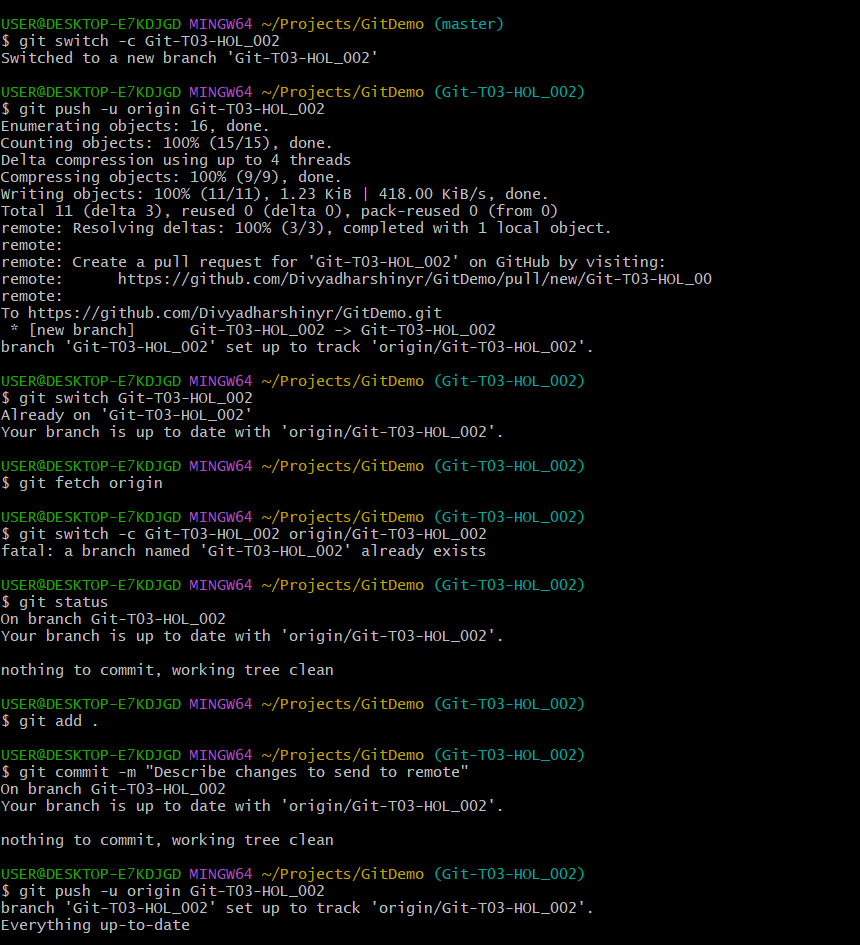 USER@DESKTOP-E7KDJGD MINGW64 ~/Projects/GitDemo (master)
$ git switch -c Git-T03-HOL_002
Switched to a new branch 'Git-T03-HOL_002'

USER@DESKTOP-E7KDJGD MINGW64 ~/Projects/GitDemo (Git-T03-HOL_002)
$ git push -u origin Git-T03-HOL_002
Enumerating objects: 16, done.
Counting objects: 100% (15/15), done.
Delta compression using up to 4 threads
Compressing objects: 100% (9/9), done.
Writing objects: 100% (11/11), 1.23 KiB | 418.00 KiB/s, done.
Total 11 (delta 3), reused 0 (delta 0), pack-reused 0 (from 0)
remote: Resolving deltas: 100% (3/3), completed with 1 local object.
remote:
remote: Create a pull request for 'Git-T03-HOL_002' on GitHub by visiting:
remote:      https://github.com/Divyadharshinyr/GitDemo/pull/new/Git-T03-HOL_00
remote:
To https://github.com/Divyadharshinyr/GitDemo.git
 * [new branch]      Git-T03-HOL_002 -> Git-T03-HOL_002
branch 'Git-T03-HOL_002' set up to track 'origin/Git-T03-HOL_002'.

USER@DESKTOP-E7KDJGD MINGW64 ~/Projects/GitDemo (Git-T03-HOL_002)
$ git switch Git-T03-HOL_002
Already on 'Git-T03-HOL_002'
Your branch is up to date with 'origin/Git-T03-HOL_002'.

USER@DESKTOP-E7KDJGD MINGW64 ~/Projects/GitDemo (Git-T03-HOL_002)
$ git fetch origin

USER@DESKTOP-E7KDJGD MINGW64 ~/Projects/GitDemo (Git-T03-HOL_002)
$ git switch -c Git-T03-HOL_002 origin/Git-T03-HOL_002
fatal: a branch named 'Git-T03-HOL_002' already exists

USER@DESKTOP-E7KDJGD MINGW64 ~/Projects/GitDemo (Git-T03-HOL_002)
$ git status
On branch Git-T03-HOL_002
Your branch is up to date with 'origin/Git-T03-HOL_002'.

nothing to commit, working tree clean

USER@DESKTOP-E7KDJGD MINGW64 ~/Projects/GitDemo (Git-T03-HOL_002)
$ git add .

USER@DESKTOP-E7KDJGD MINGW64 ~/Projects/GitDemo (Git-T03-HOL_002)
$ git commit -m "Describe changes to send to remote"
On branch Git-T03-HOL_002
Your branch is up to date with 'origin/Git-T03-HOL_002'.

nothing to commit, working tree clean

USER@DESKTOP-E7KDJGD MINGW64 ~/Projects/GitDemo (Git-T03-HOL_002)
$ git push -u origin Git-T03-HOL_002
branch 'Git-T03-HOL_002' set up to track 'origin/Git-T03-HOL_002'.
Everything up-to-date